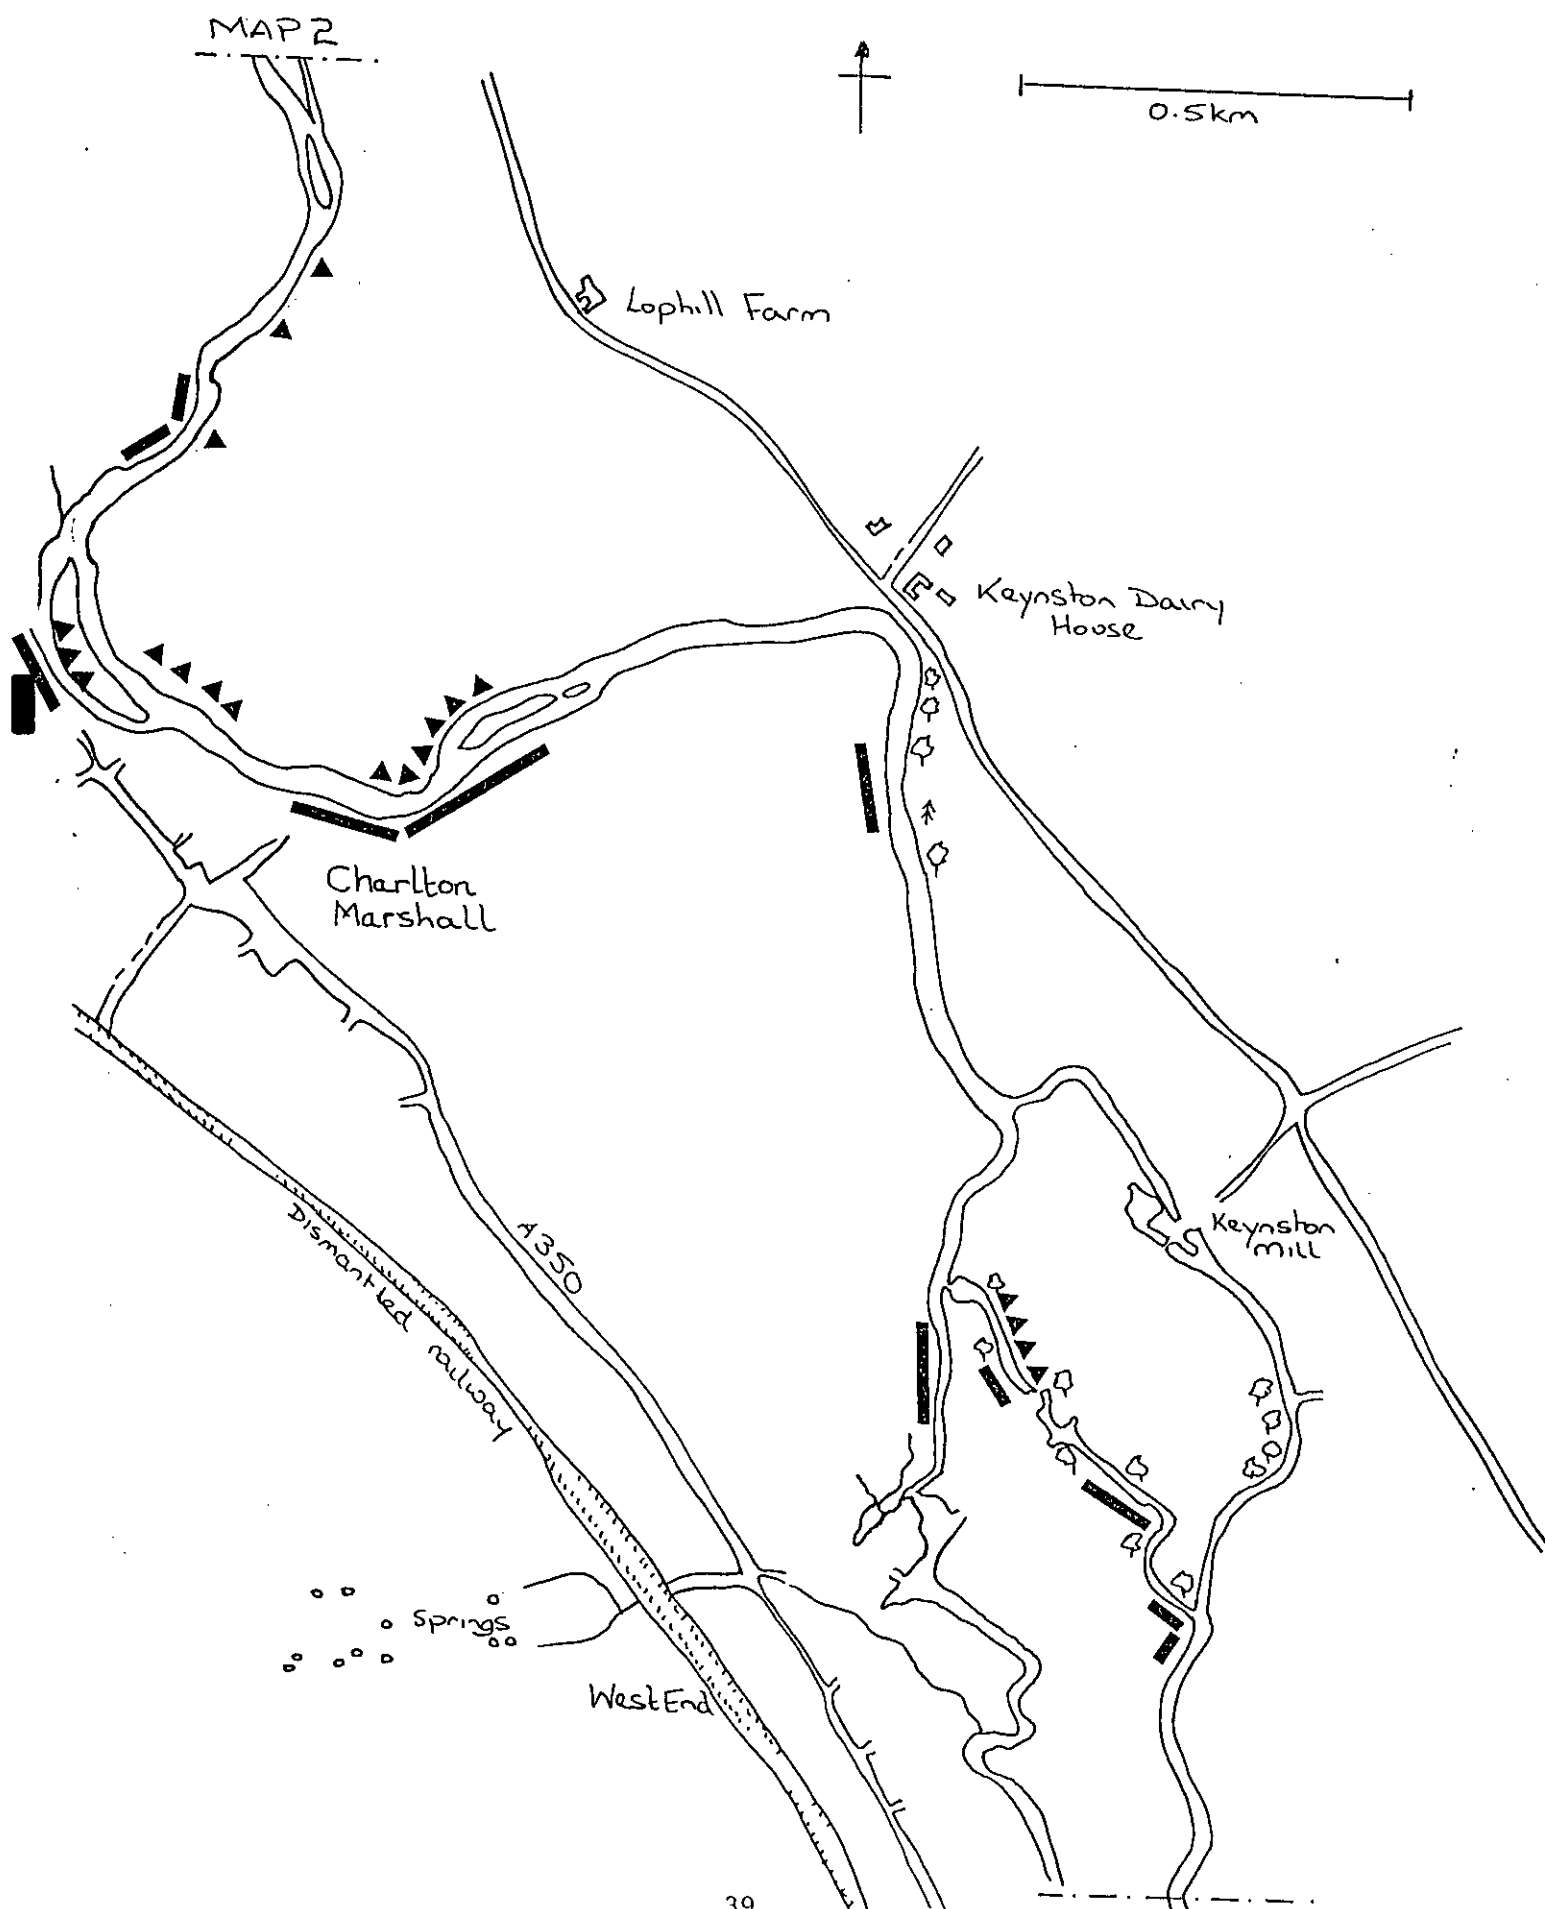 MAP 2
0.5km
Lophill Farm
Keynston Dairy
House
Charlton
Marshall
A350
Keynston
mill
Dismantled railway
Springs
West End
39